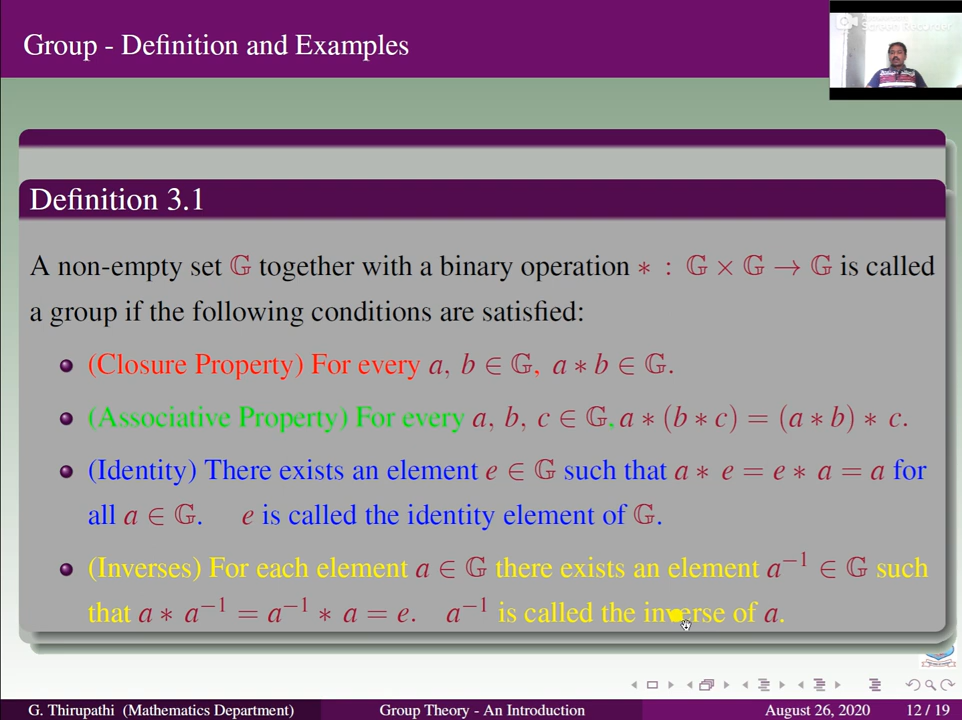 Group - Definition and Examples
Definition 3.1
A non-empty set 𝔾 together with a binary operation ∗ : 𝔾 × 𝔾 → 𝔾 is called
a group if the following conditions are satisfied:
(Closure Property) For every a, b ∈ 𝔾, a ∗ b ∈ 𝔾.
(Associative Property) For every a, b, c ∈ 𝔾, a ∗ (b ∗ c) = (a ∗ b) ∗ c.
(Identity) There exists an element e ∈ 𝔾 such that a ∗ e = e ∗ a = a for
all a ∈ 𝔾. e is called the identity element of 𝔾.
(Inverses) For each element a ∈ 𝔾 there exists an element a⁻¹ ∈ 𝔾 such
that a ∗ a⁻¹ = a⁻¹ ∗ a = e. a⁻¹ is called the inverse of a.
G. Thirupathi (Mathematics Department) Group Theory - An Introduction August 26, 2020 12 / 19